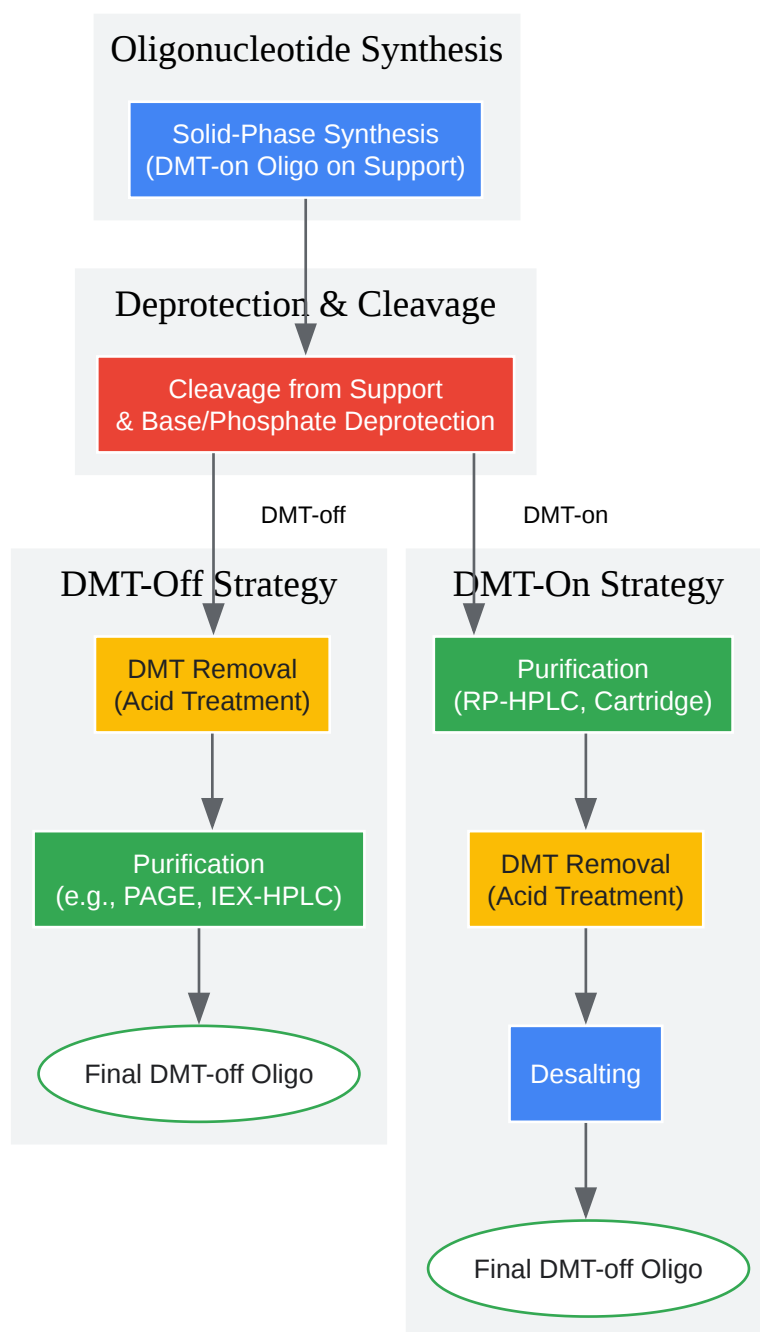 Oligonucleotide Synthesis
Solid-Phase Synthesis
(DMT-on Oligo on Support)
Deprotection & Cleavage
Cleavage from Support
& Base/Phosphate Deprotection
DMT-off
DMT-on
DMT-Off Strategy
DMT Removal
(Acid Treatment)
Purification
(e.g., PAGE, IEX-HPLC)
Final DMT-off Oligo
DMT-On Strategy
Purification
(RP-HPLC, Cartridge)
DMT Removal
(Acid Treatment)
Desalting
Final DMT-off Oligo